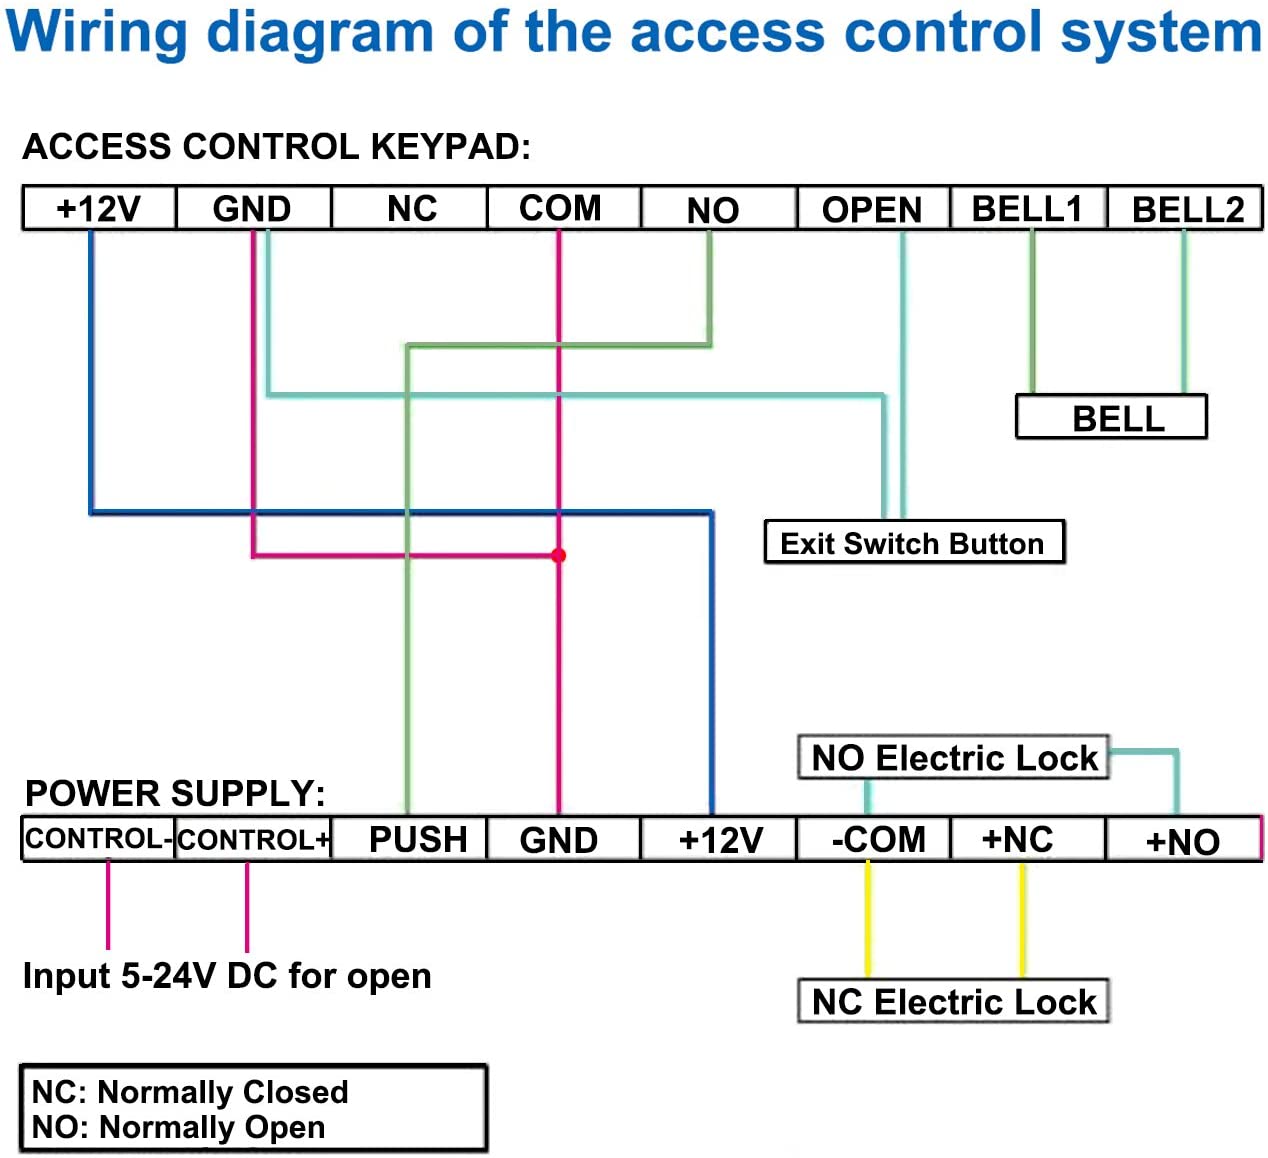 Wiring diagram of the access control system
ACCESS CONTROL KEYPAD:
+12V GND NC COM NO OPEN BELL1 BELL2
BELL
Exit Switch Button
NO Electric Lock
POWER SUPPLY:
CONTROL- CONTROL+ PUSH GND +12V -COM +NC +NO
Input 5-24V DC for open
NC Electric Lock
NC: Normally Closed
NO: Normally Open